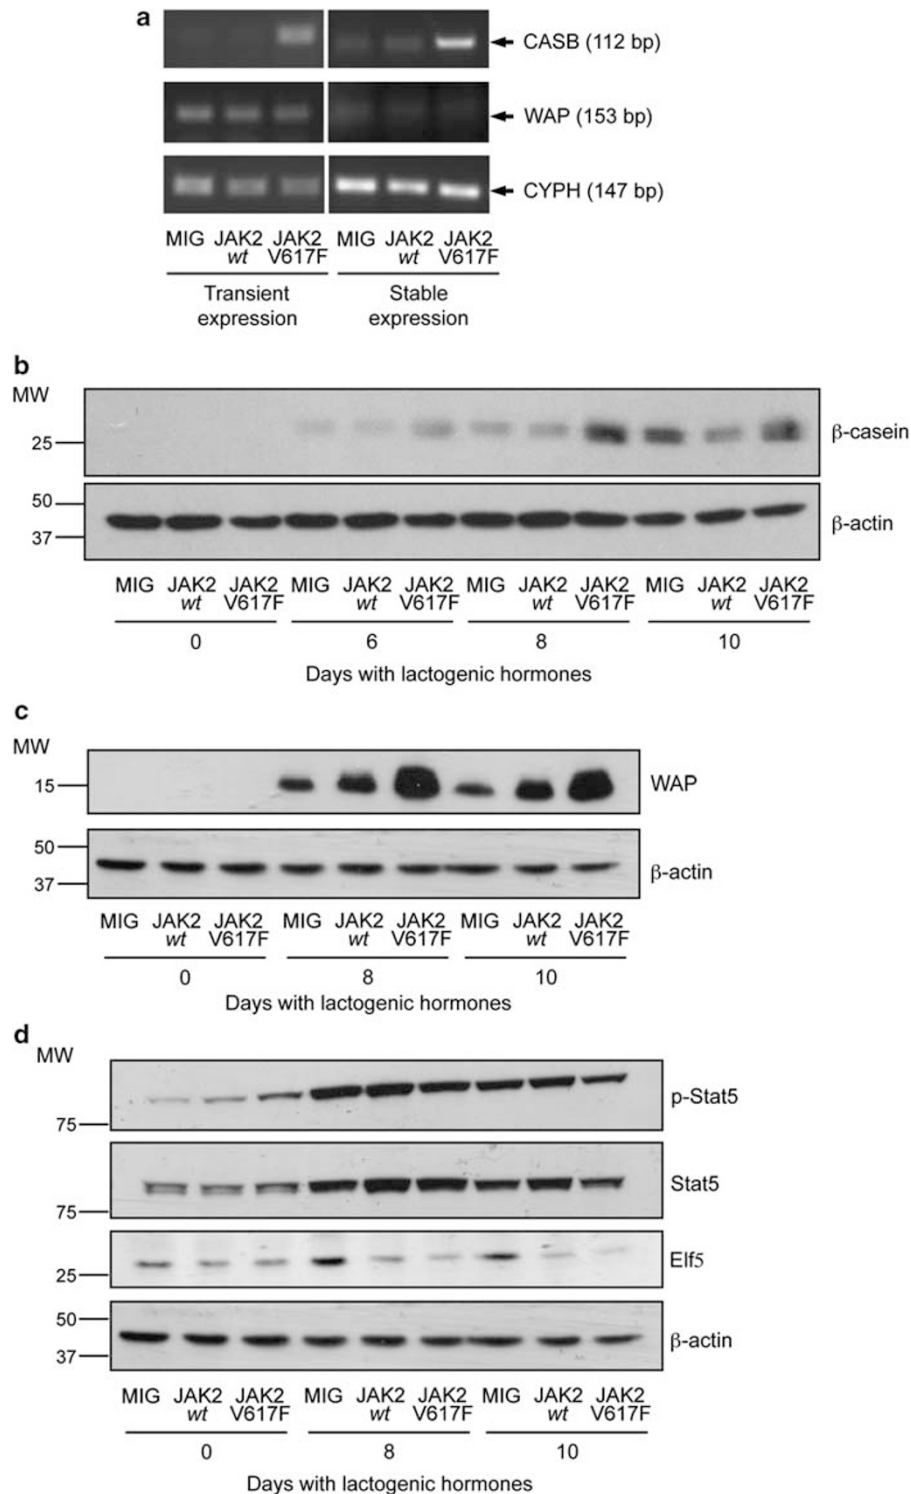 a
CASB (112 bp)
WAP (153 bp)
CYPH (147 bp)
MIG JAK2 wt JAK2 V617F MIG JAK2 wt JAK2 V617F
Transient expression
Stable expression
b
MW
25
β-casein
50
37
β-actin
MIG JAK2 wt JAK2 V617F MIG JAK2 wt JAK2 V617F MIG JAK2 wt JAK2 V617F MIG JAK2 wt JAK2 V617F
0 6 8 10
Days with lactogenic hormones
c
MW
15
WAP
50
37
β-actin
MIG JAK2 wt JAK2 V617F MIG JAK2 wt JAK2 V617F MIG JAK2 wt JAK2 V617F
0 8 10
Days with lactogenic hormones
d
MW
p-Stat5
75
Stat5
75
Elf5
25
50
β-actin
37
MIG JAK2 wt JAK2 V617F MIG JAK2 wt JAK2 V617F MIG JAK2 wt JAK2 V617F
0 8 10
Days with lactogenic hormones